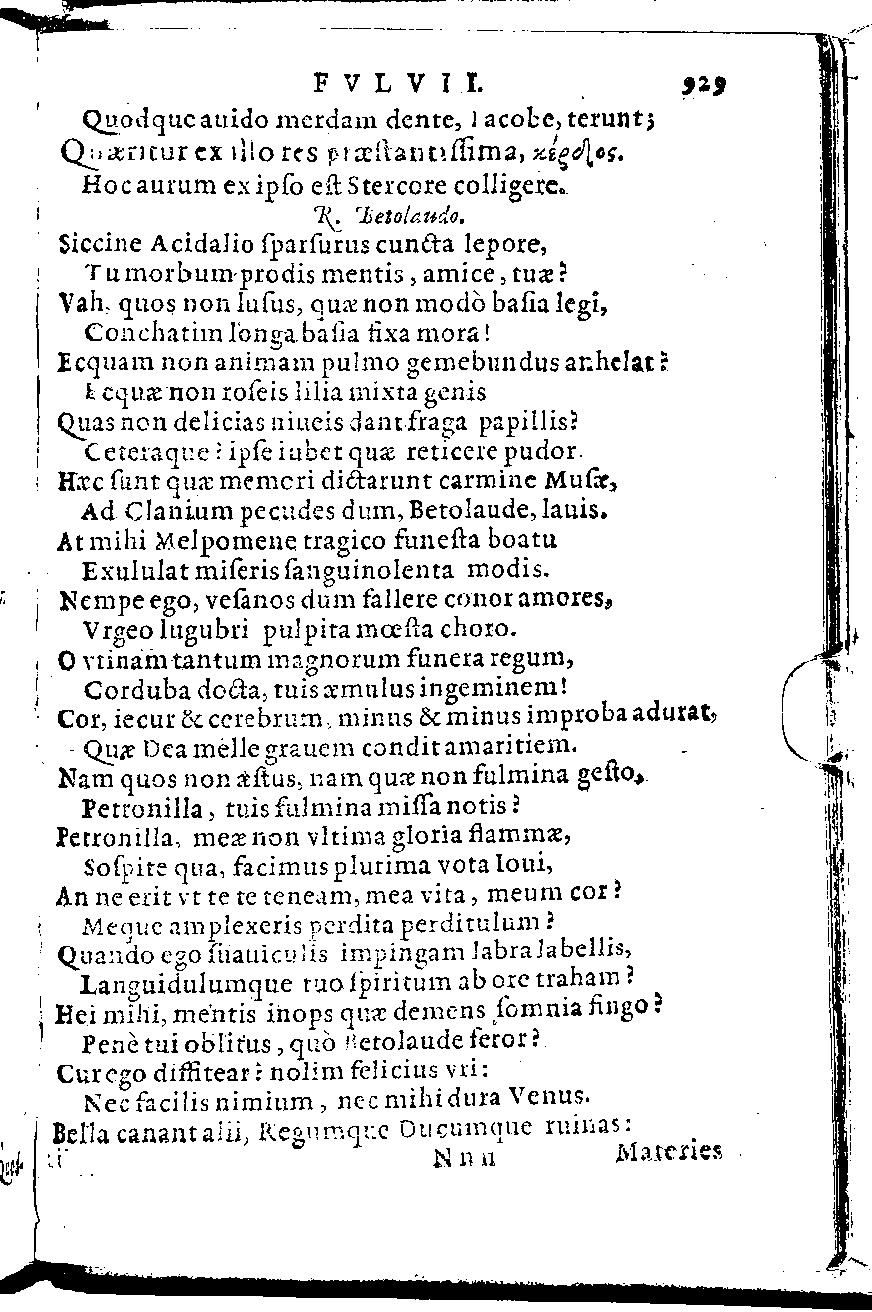 FVLVII. 929
Quodque auido merdam dente, Iacobe, terunt;
Quæritur ex illo res præstantissima, κέρδος.
Hoc aurum ex ipso est Stercore colligere.
R. Betolaudo.
Siccine Acidalio sparsurus cuncta lepore,
Tu morbum prodis mentis, amice, tuæ?
Vah, quos non lusus, quæ non modò basia legi,
Conchatim longa basia fixa mora!
Ecquam non animam pulmo gemebundus anhelat?
Ecquæ non roseis lilia mixta genis
Quas non delicias niueis dant fraga papillis?
Ceteraque? ipse iubet quæ reticere pudor.
Hæc sunt quæ memori dictarunt carmine Musæ,
Ad Clanium pecudes dum, Betolaude, lauis.
At mihi Melpomene tragico funesta boatu
Exululat miseris sanguinolenta modis.
Nempe ego, vesanos dum fallere conor amores,
Vrgeo lugubri pulpita mœsta choro.
O vtinam tantum magnorum funera regum,
Corduba docta, tuis æmulus ingeminem!
Cor, iecur & cerebrum, minus & minus improba adurat,
Quæ Dea melle grauem condit amaritiem.
Nam quos non æstus, nam quæ non fulmina gesto,
Petronilla, tuis fulmina missa notis?
Petronilla, meæ non vltima gloria flammæ,
Sospite qua, facimus plurima vota Ioui,
An ne erit vt te te teneam, mea vita, meum cor?
Meque amplexeris perdita perditulum?
Quando ego suauiculis impingam labra labellis,
Languidulumque tuo spiritum ab ore traham?
Hei mihi, mentis inops quæ demens somnia fingo?
Penè tui oblitus, quò Betolaude feror?
Cur ego diffitear? nolim felicius vri:
Nec facilis nimium, nec mihi dura Venus.
Bella canant alii, Regumque Ducumque ruinas:
Nnn Materies